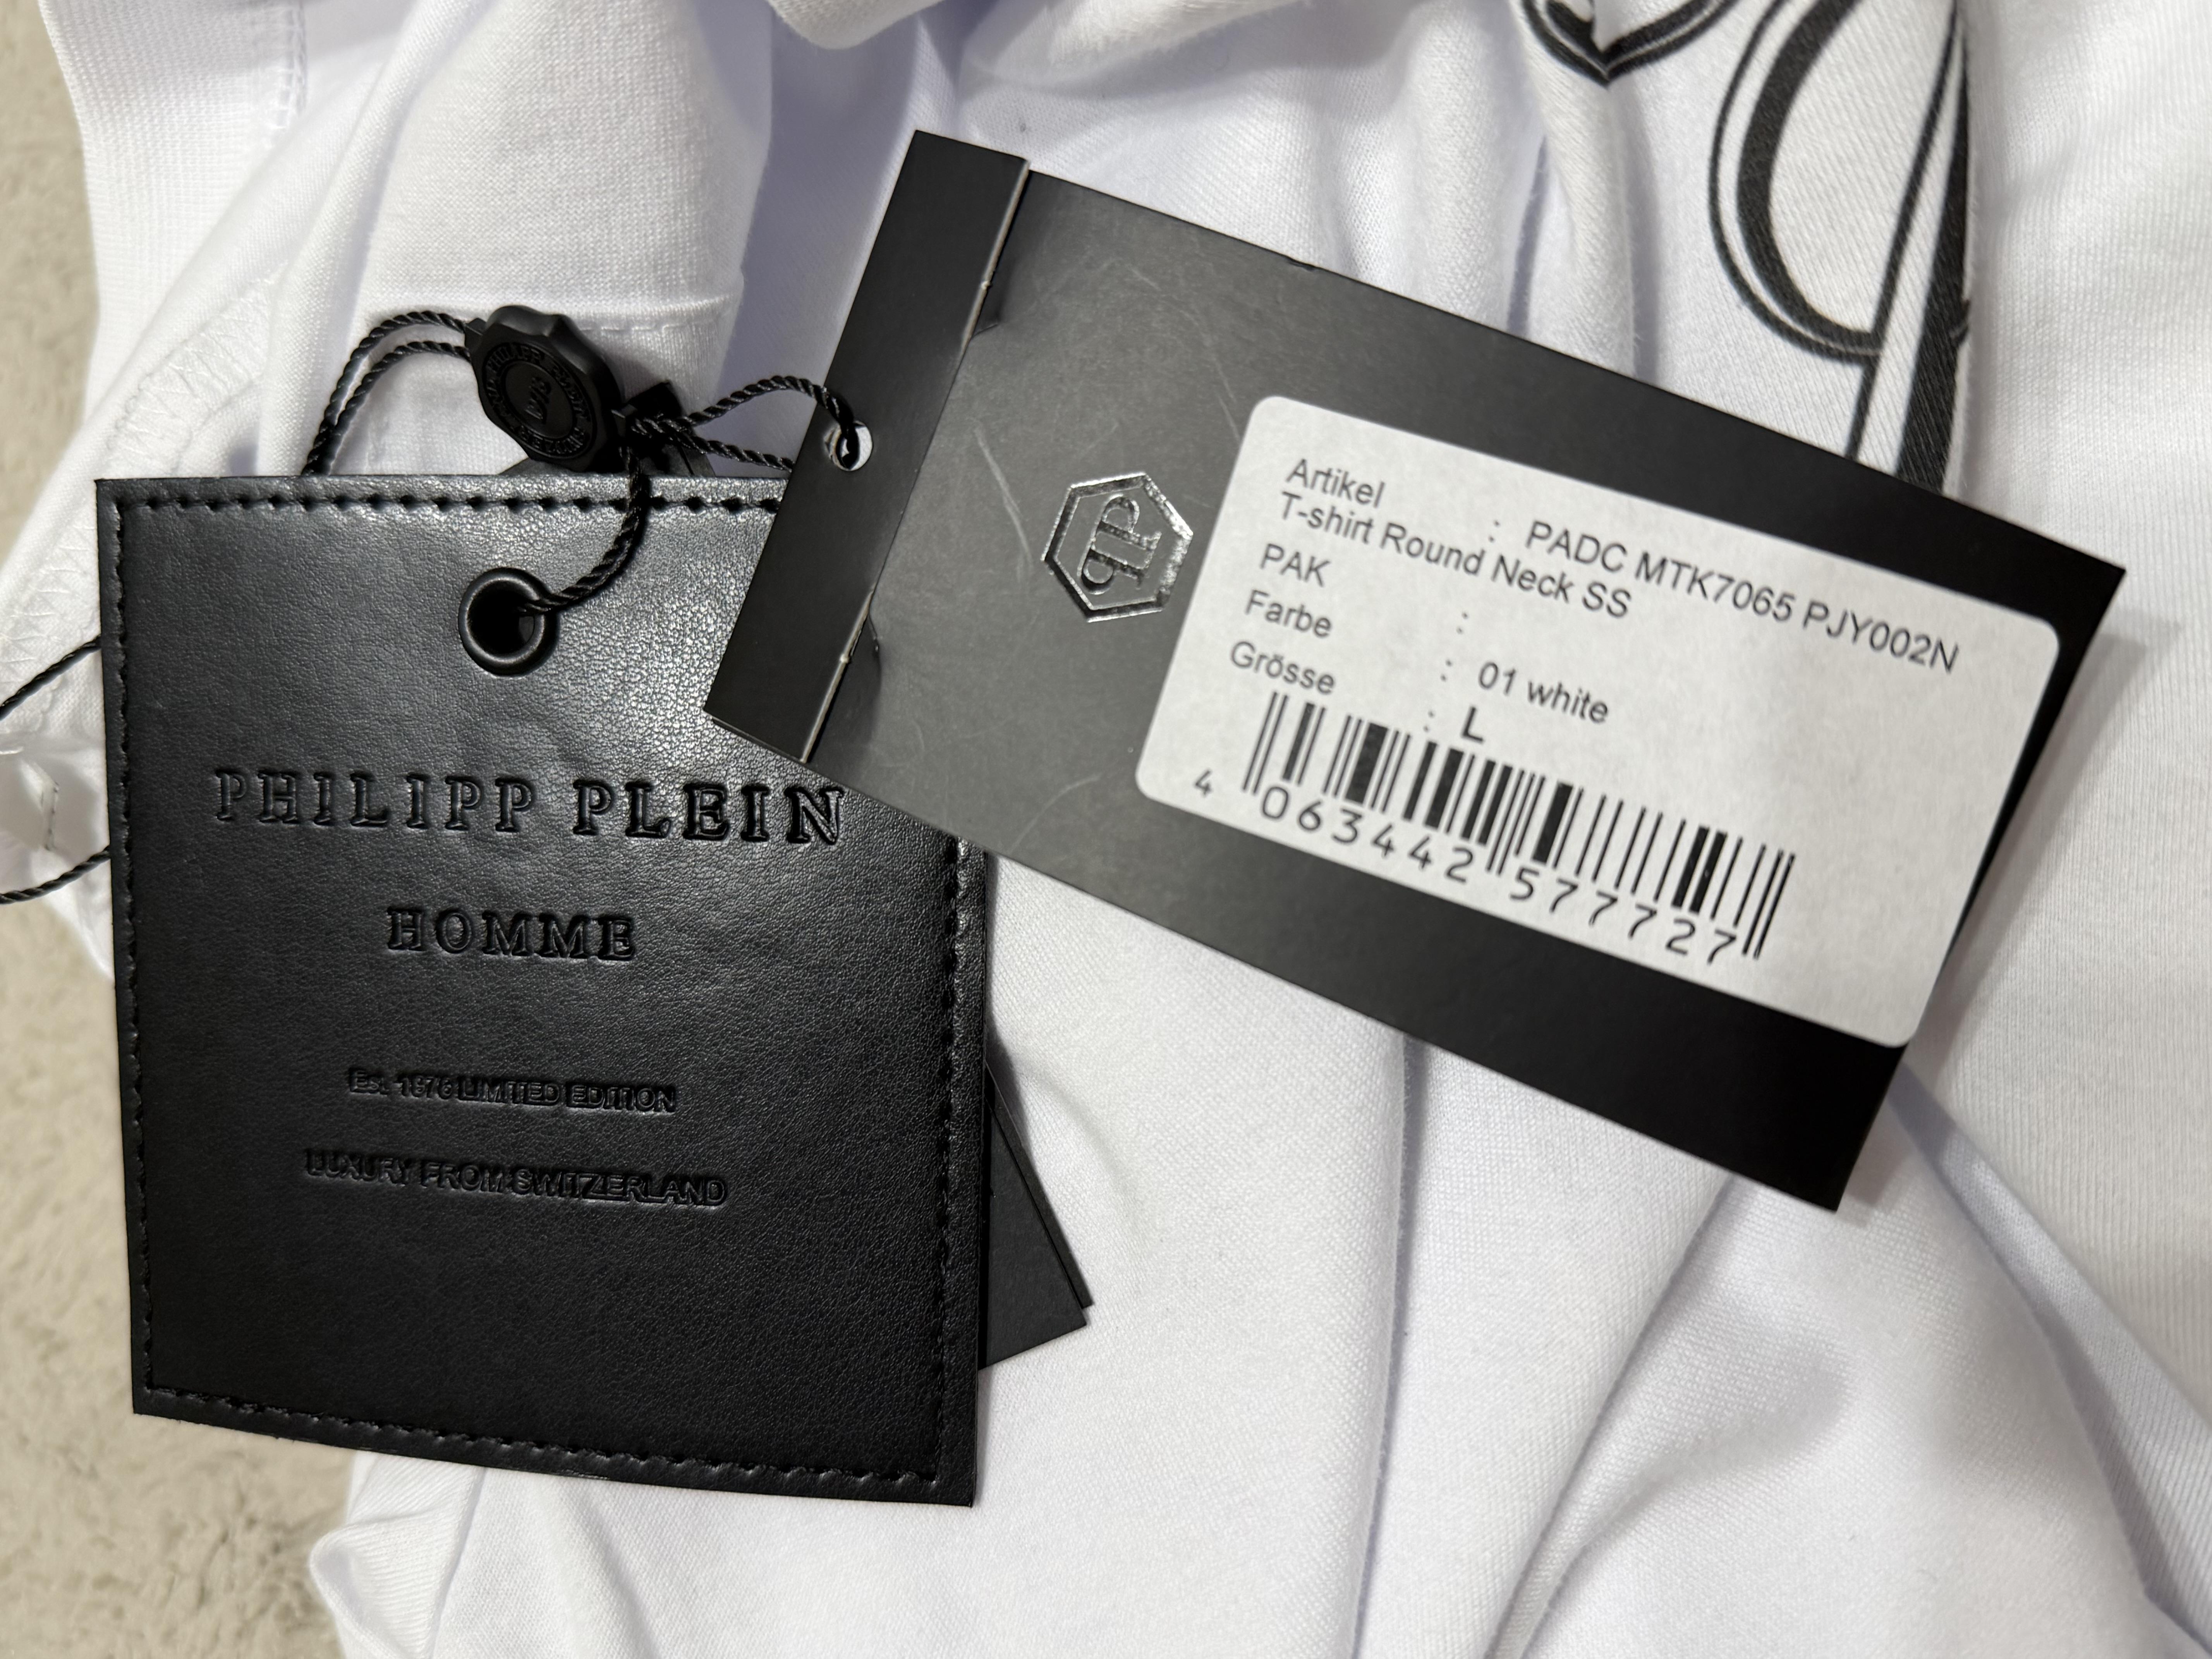 PHILIPP PLEIN
HOMME
Est. 1978 LIMITED EDITION
LUXURY FROM SWITZERLAND
Artikel : PADC MTK7065 PJY002N
T-shirt Round Neck SS
PAK :
Farbe : 01 white
Grösse : L
4 063442 577727